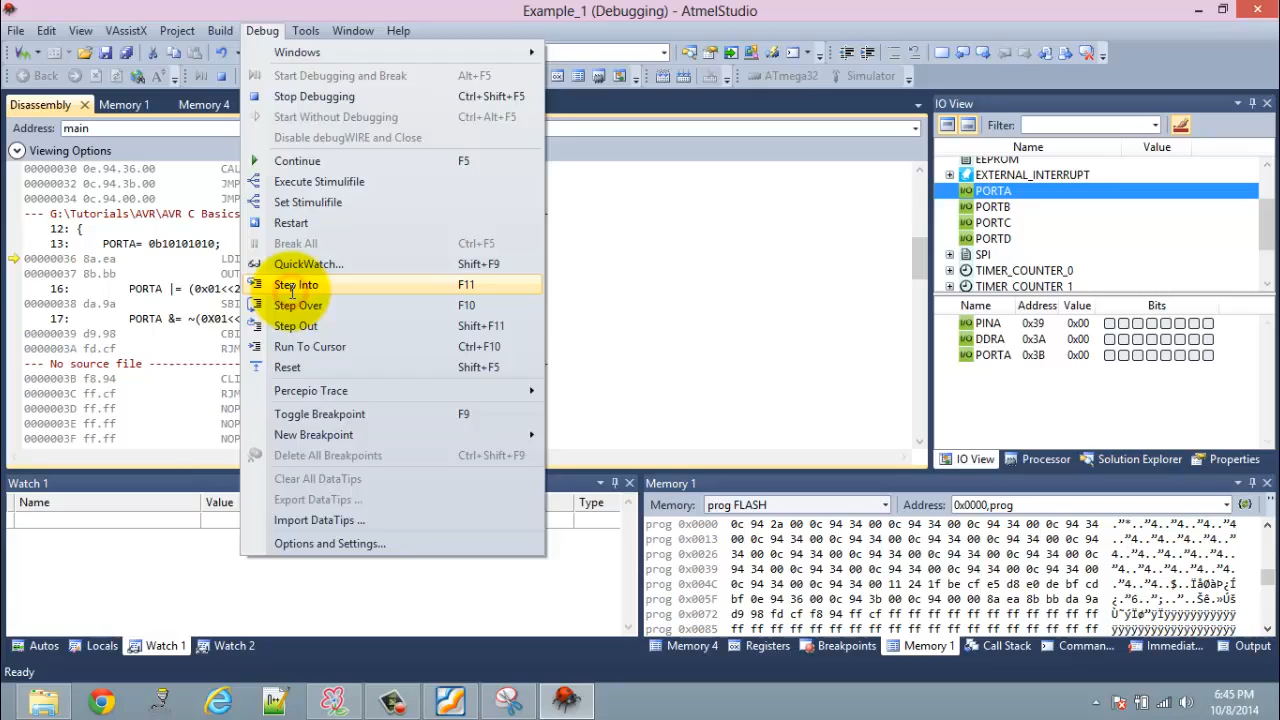 Example_1 (Debugging) - AtmelStudio
File Edit View VAssistX Project Build Debug Tools Window Help
Back
ATmega32 Simulator
Disassembly Memory 1 Memory 4
Address: main
Viewing Options
00000030 0e.94.36.00 CAL
00000032 0c.94.3b.00 JMP
00000034 0c.94.00.00 JMP
--- G:\Tutorials\AVR\AVR C Basics
12: {
13: PORTA= 0b10101010;
00000036 8a.ea LDI
00000037 8b.bb OUT
16: PORTA |= (0x01<<2
00000038 da.9a SBI
17: PORTA &= ~(0X01<<
00000039 d9.98 CBI
0000003A fd.cf RJM
--- No source file
0000003B f8.94 CLI
0000003C ff.cf RJM
0000003D ff.ff NOP
0000003E ff.ff NOP
0000003F ff.ff NOP
Windows
Start Debugging and Break Alt+F5
Stop Debugging Ctrl+Shift+F5
Start Without Debugging Ctrl+Alt+F5
Disable debugWIRE and Close
Continue F5
Execute Stimulifile
Set Stimulifile
Restart
Break All Ctrl+F5
QuickWatch... Shift+F9
Step Into F11
Step Over F10
Step Out Shift+F11
Run To Cursor Ctrl+F10
Reset Shift+F5
Percepio Trace
Toggle Breakpoint F9
New Breakpoint
Delete All Breakpoints Ctrl+Shift+F9
Clear All DataTips
Export DataTips ...
Import DataTips ...
Options and Settings...
IO View
Filter:
Name Value
EEPROM
EXTERNAL_INTERRUPT
PORTA
PORTB
PORTC
PORTD
SPI
TIMER_COUNTER_0
TIMER_COUNTER_1
Name Address Value Bits
PINA 0x39 0x00
DDRA 0x3A 0x00
PORTA 0x3B 0x00
IO View Processor Solution Explorer Properties
Watch 1
Name Value Type
Autos Locals Watch 1 Watch 2
Memory 1
Memory: prog FLASH Address: 0x0000,prog
prog 0x0000 0c 94 2a 00 0c 94 34 00 0c 94 34 00 0c 94 34 00 0c 94 34
prog 0x0013 00 0c 94 34 00 0c 94 34 00 0c 94 34 00 0c 94 34 00 0c 94
prog 0x0026 34 00 0c 94 34 00 0c 94 34 00 0c 94 34 00 0c 94 34 00 0c
prog 0x0039 94 34 00 0c 94 34 00 0c 94 34 00 0c 94 34 00 0c 94 34 00
prog 0x004C 0c 94 34 00 0c 94 34 00 11 24 1f be cf e5 d8 e0 de bf cd
prog 0x005F bf 0e 94 36 00 0c 94 3b 00 0c 94 00 00 8a ea 8b bb da 9a
prog 0x0072 d9 98 fd cf f8 94 ff cf ff ff ff ff ff ff ff ff ff ff ff
prog 0x0085 ff ff ff ff ff ff ff ff ff ff ff ff ff ff ff ff ff ff ff
Memory 4 Registers Breakpoints Memory 1 Call Stack Comman... Immediat... Output
Ready
6:45 PM
10/8/2014